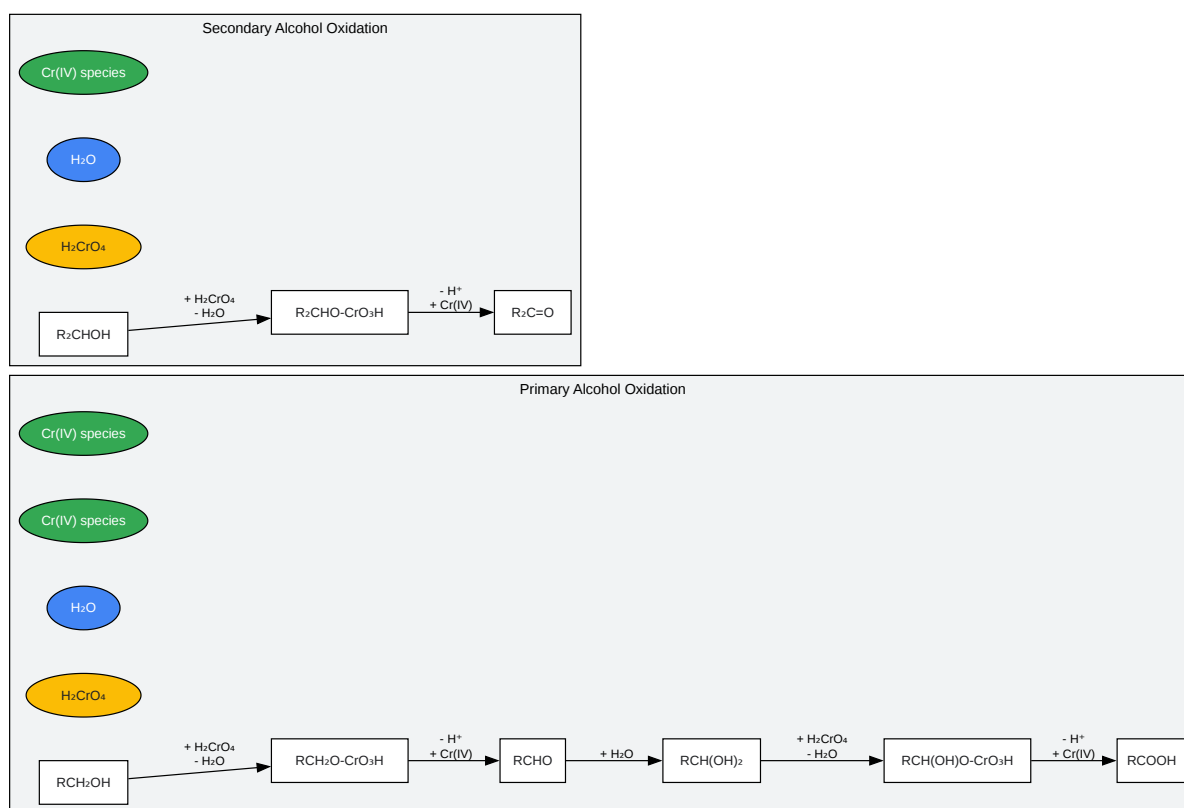 Secondary Alcohol Oxidation
Cr(IV) species
H₂O
H₂CrO₄
R₂CHOH
+ H₂CrO₄
- H₂O
R₂CHO-CrO₃H
- H⁺
+ Cr(IV)
R₂C=O
Primary Alcohol Oxidation
Cr(IV) species
Cr(IV) species
H₂O
H₂CrO₄
RCH₂OH
+ H₂CrO₄
- H₂O
RCH₂O-CrO₃H
- H⁺
+ Cr(IV)
RCHO
+ H₂O
RCH(OH)₂
+ H₂CrO₄
- H₂O
RCH(OH)O-CrO₃H
- H⁺
+ Cr(IV)
RCOOH